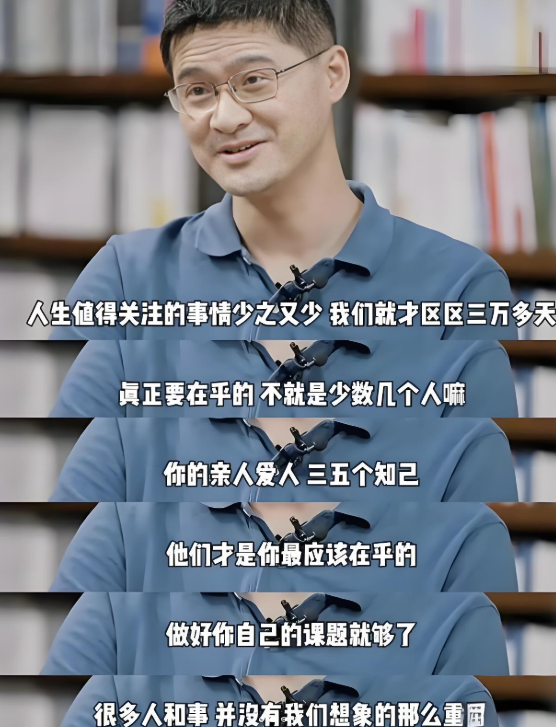 人生值得关注的事情少之又少 我们就才区区三万多天
真正要在乎的 不就是少数几个人嘛
你的亲人爱人 三五个知己
他们才是你最应该在乎的
做好你自己的课题就够了
很多人和事 并没有我们想象的那么重要